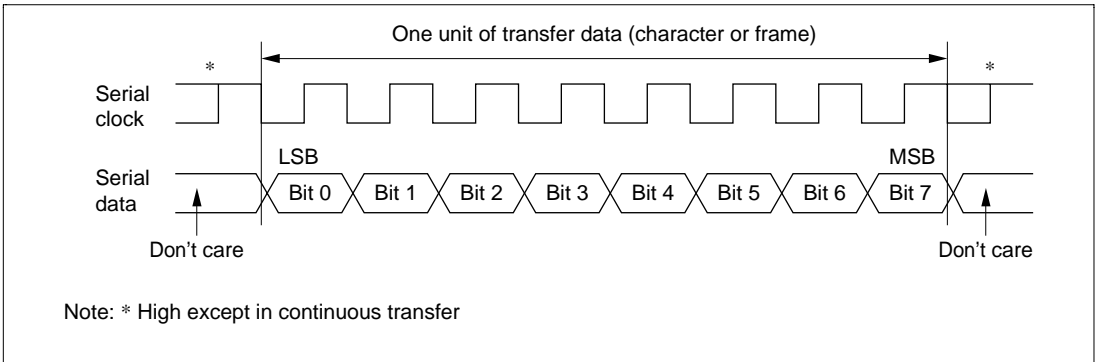 One unit of transfer data (character or frame)
* *
Serial
clock
LSB MSB
Serial
data
Bit 0 Bit 1 Bit 2 Bit 3 Bit 4 Bit 5 Bit 6 Bit 7
Don’t care Don’t care
Note: * High except in continuous transfer